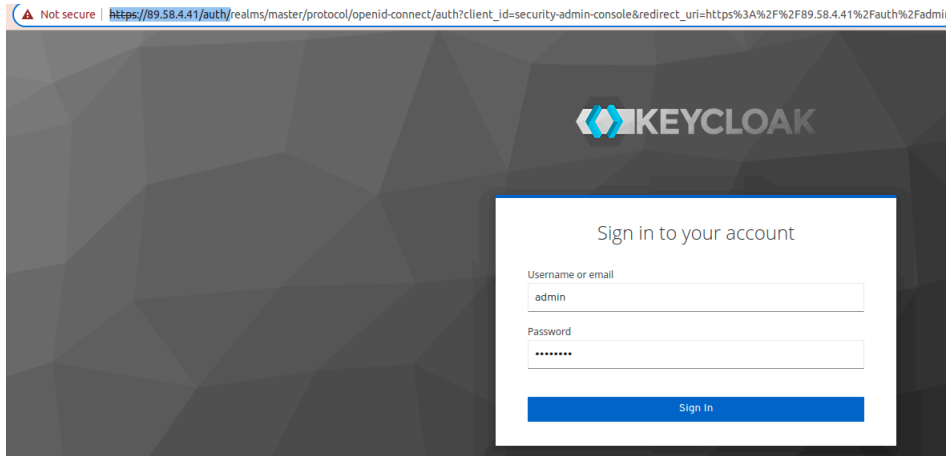 Not secure https://89.58.4.41/auth/realms/master/protocol/openid-connect/auth?client_id=security-admin-console&redirect_uri=https%3A%2F%2F89.58.4.41%2Fauth%2Fadmi
KEYCLOAK
Sign in to your account
Username or email
admin
Password
••••••••
Sign In